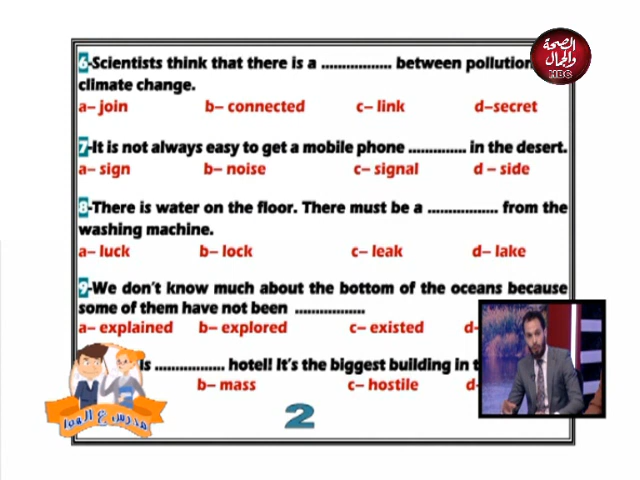 الصحة
والجمال
HBC
6-Scientists think that there is a ................. between pollution
climate change.
a– join b– connected c– link d–secret
7-It is not always easy to get a mobile phone .............. in the desert.
a– sign b– noise c– signal d – side
8-There is water on the floor. There must be a ................. from the
washing machine.
a– luck b– lock c– leak d– lake
9-We don't know much about the bottom of the oceans because
some of them have not been .................
a– explained b– explored c– existed d–
is ................. hotel! It's the biggest building in
b– mass c– hostile d–
مدرس ع الهوا
2